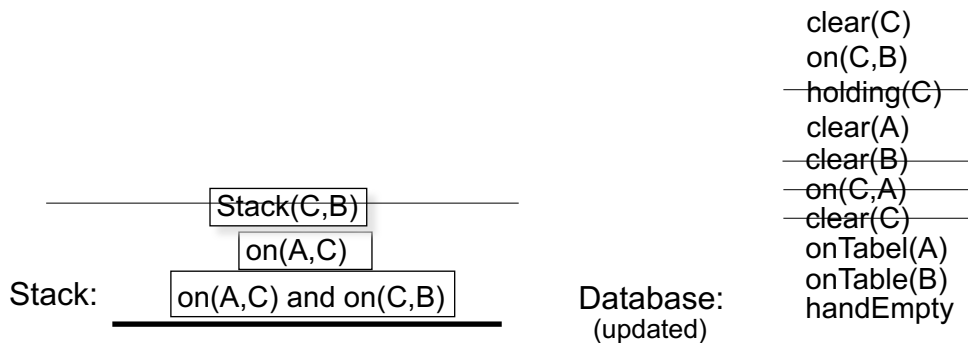 Stack(C,B)
on(A,C)
Stack:
on(A,C) and on(C,B)
Database:
(updated)
clear(C)
on(C,B)
holding(C)
clear(A)
clear(B)
on(C,A)
clear(C)
onTabel(A)
onTable(B)
handEmpty